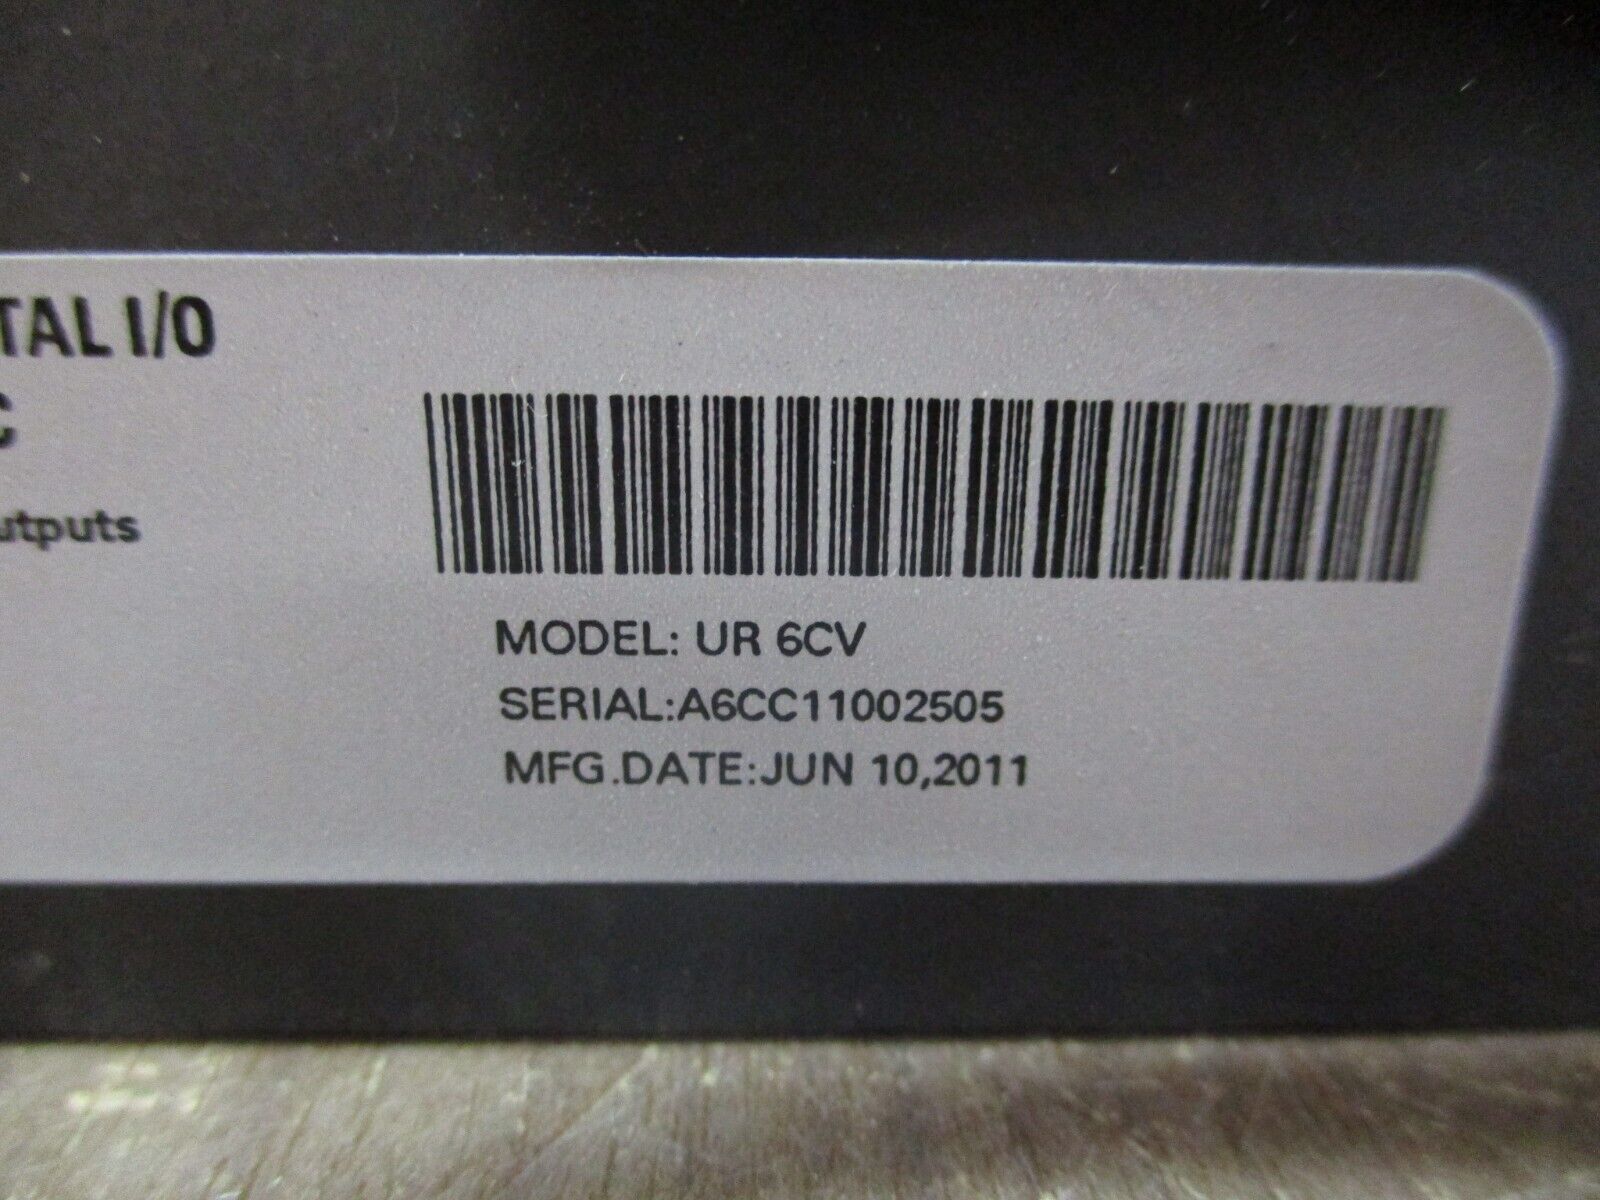 TAL I/O
C
utputs
MODEL: UR 6CV
SERIAL:A6CC11002505
MFG.DATE:JUN 10,2011